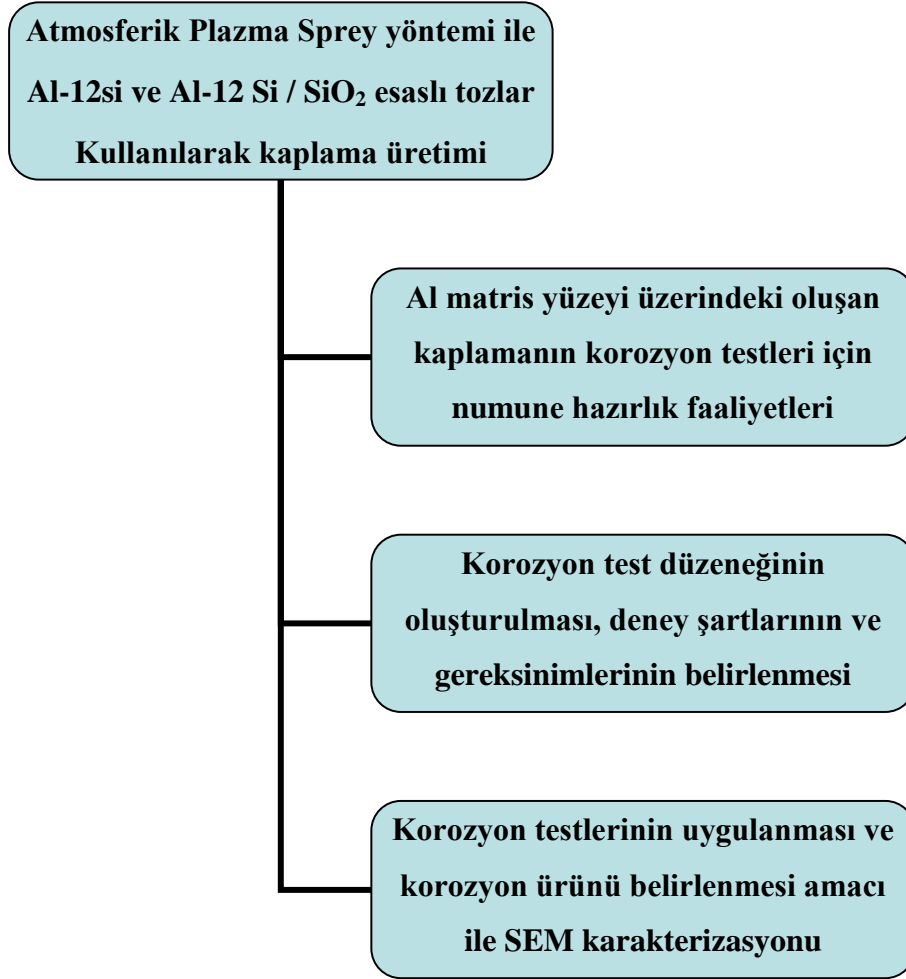 Atmosferik Plazma Sprey yöntemi ile
Al-12si ve Al-12 Si / SiO₂ esaslı tozlar
Kullanılarak kaplama üretimi
Al matris yüzeyi üzerindeki oluşan
kaplamanın korozyon testleri için
numune hazırlık faaliyetleri
Korozyon test düzeneğinin
oluşturulması, deney şartlarının ve
gereksinimlerinin belirlenmesi
Korozyon testlerinin uygulanması ve
korozyon ürünü belirlenmesi amacı
ile SEM karakterizasyonu